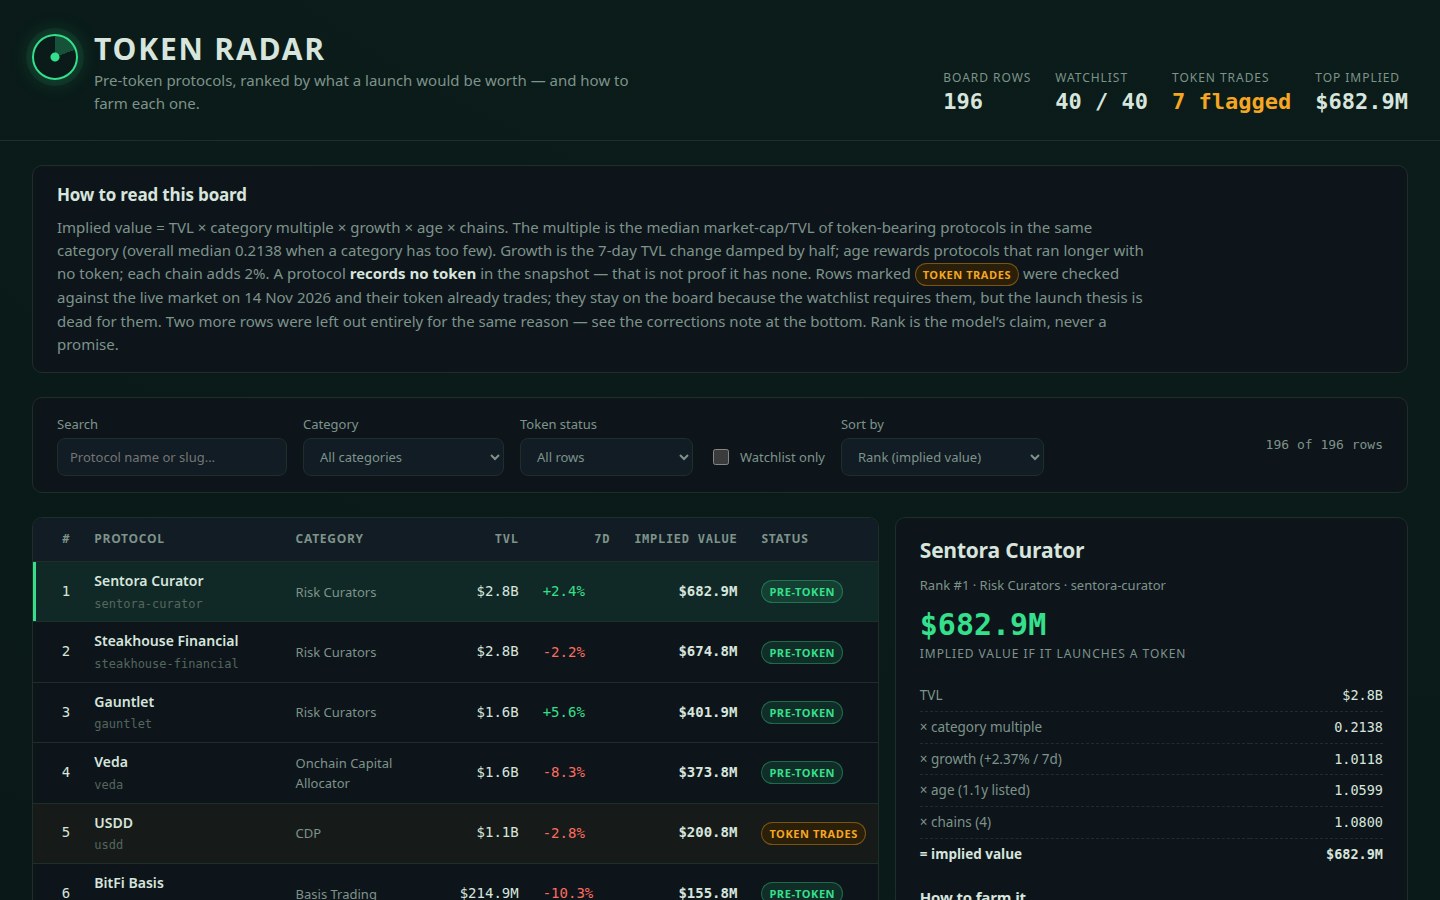 TOKEN RADAR
Pre-token protocols, ranked by what a launch would be worth — and how to
farm each one.
BOARD ROWS WATCHLIST TOKEN TRADES TOP IMPLIED
196 40 / 40 7 flagged $682.9M
How to read this board
Implied value = TVL × category multiple × growth × age × chains. The multiple is the median market-cap/TVL of token-bearing protocols in the same
category (overall median 0.2138 when a category has too few). Growth is the 7-day TVL change damped by half; age rewards protocols that ran longer with
no token; each chain adds 2%. A protocol records no token in the snapshot — that is not proof it has none. Rows marked TOKEN TRADES were checked
against the live market on 14 Nov 2026 and their token already trades; they stay on the board because the watchlist requires them, but the launch thesis is
dead for them. Two more rows were left out entirely for the same reason — see the corrections note at the bottom. Rank is the model’s claim, never a
promise.
Search Category Token status Sort by
Protocol name or slug... All categories All rows Watchlist only Rank (implied value) 196 of 196 rows
# PROTOCOL CATEGORY TVL 7D IMPLIED VALUE STATUS
1 Sentora Curator Risk Curators $2.8B +2.4% $682.9M PRE-TOKEN
sentora-curator
2 Steakhouse Financial Risk Curators $2.8B -2.2% $674.8M PRE-TOKEN
steakhouse-financial
3 Gauntlet Risk Curators $1.6B +5.6% $401.9M PRE-TOKEN
gauntlet
4 Veda Onchain Capital Allocator $1.6B -8.3% $373.8M PRE-TOKEN
veda
5 USDD CDP $1.1B -2.8% $200.8M TOKEN TRADES
usdd
6 BitFi Basis Basis Trading $214.9M -10.3% $155.8M PRE-TOKEN
Sentora Curator
Rank #1 · Risk Curators · sentora-curator
$682.9M
IMPLIED VALUE IF IT LAUNCHES A TOKEN
TVL $2.8B
× category multiple 0.2138
× growth (+2.37% / 7d) 1.0118
× age (1.1y listed) 1.0599
× chains (4) 1.0800
= implied value $682.9M
How to farm it